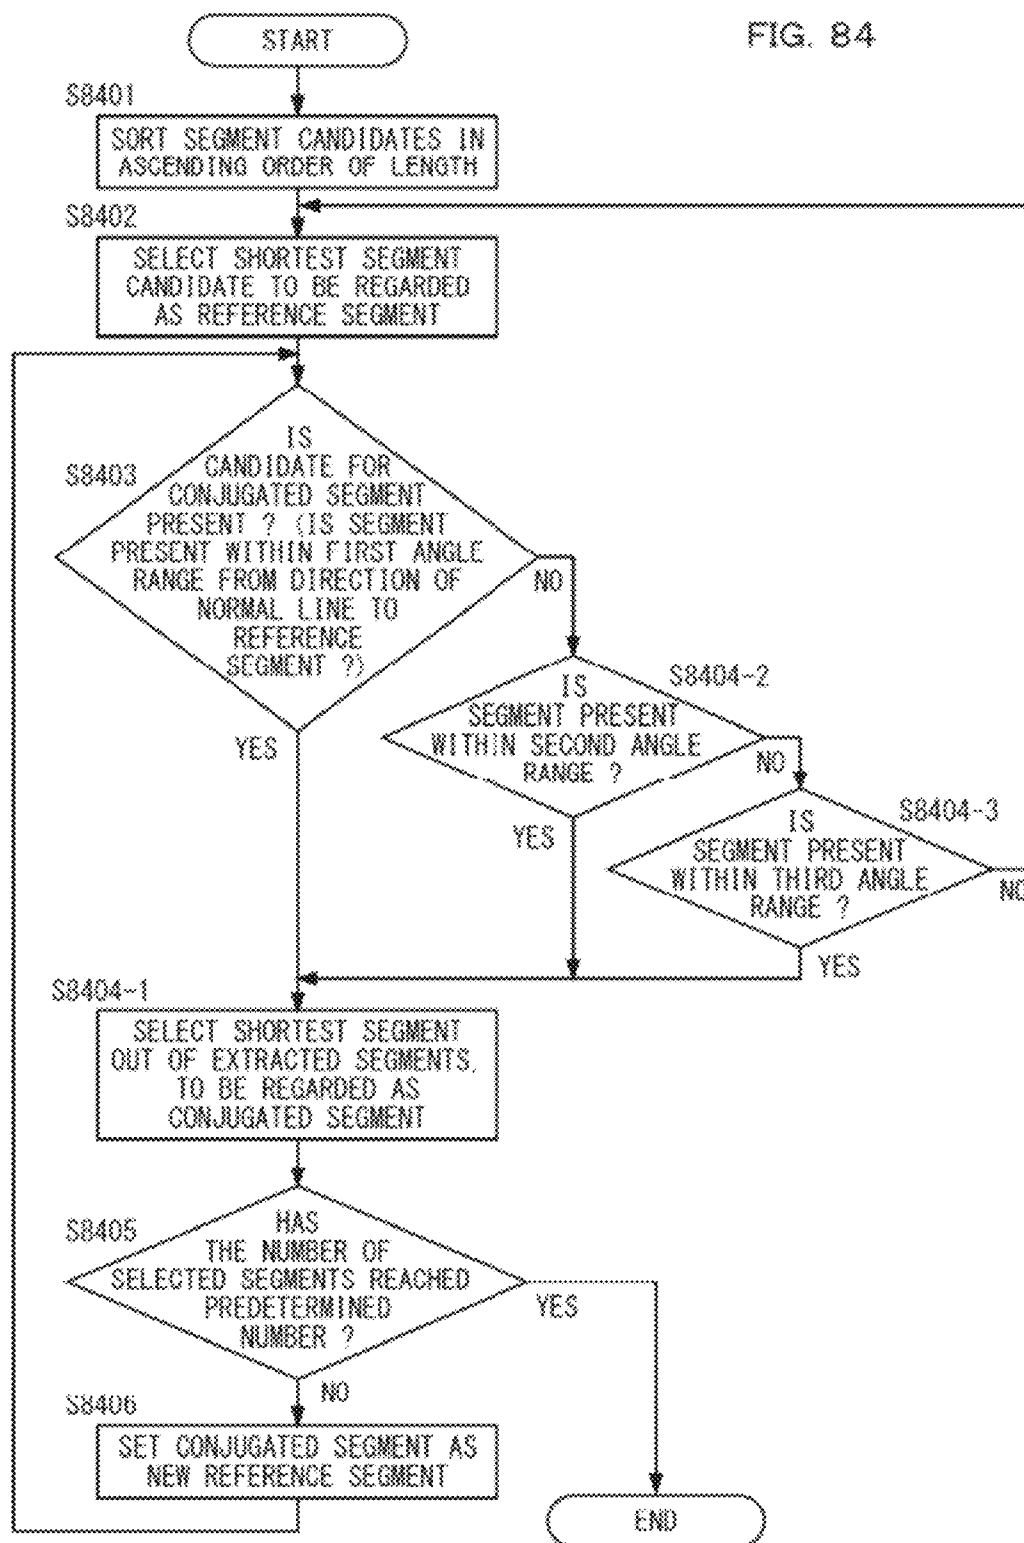 FIG. 84
START
S8401
SORT SEGMENT CANDIDATES IN
ASCENDING ORDER OF LENGTH
S8402
SELECT SHORTEST SEGMENT
CANDIDATE TO BE REGARDED
AS REFERENCE SEGMENT
S8403
IS
CANDIDATE FOR
CONJUGATED SEGMENT
PRESENT ? (IS SEGMENT
PRESENT WITHIN FIRST ANGLE
RANGE FROM DIRECTION OF
NORMAL LINE TO
REFERENCE
SEGMENT ?)
NO
YES
S8404-2
IS
SEGMENT PRESENT
WITHIN SECOND ANGLE
RANGE ?
NO
YES
S8404-3
IS
SEGMENT PRESENT
WITHIN THIRD ANGLE
RANGE ?
NO
YES
S8404-1
SELECT SHORTEST SEGMENT
OUT OF EXTRACTED SEGMENTS,
TO BE REGARDED AS
CONJUGATED SEGMENT
S8405
HAS
THE NUMBER OF
SELECTED SEGMENTS REACHED
PREDETERMINED
NUMBER ?
YES
NO
S8406
SET CONJUGATED SEGMENT AS
NEW REFERENCE SEGMENT
END